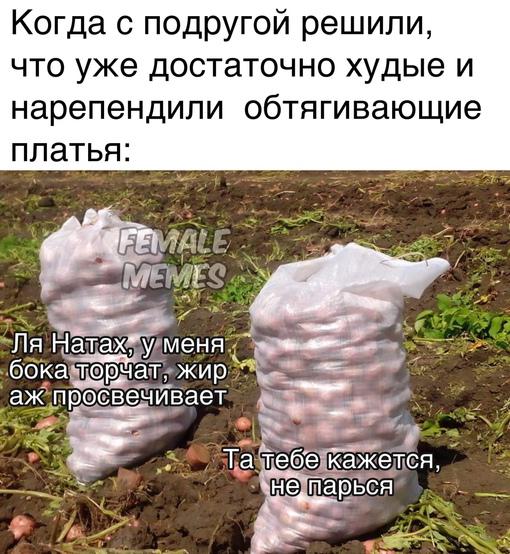 Когда с подругой решили,
что уже достаточно худые и
нарепендили обтягивающие
платья:
FEMALE
MEMES
Ля Натах, у меня
бока торчат, жир
аж просвечивает
Та тебе кажется,
не парься